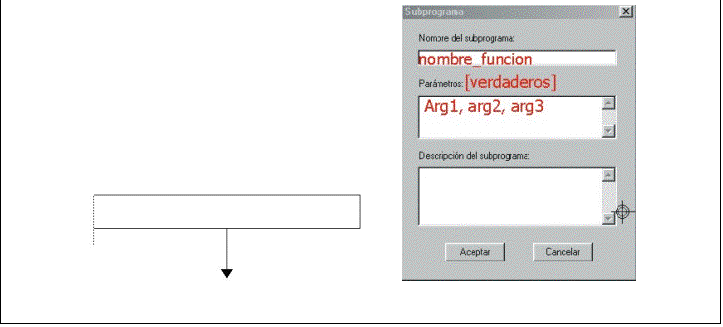 Subprograma
Nombre del subprograma:
nombre_funcion
Parámetros: [verdaderos]
Arg1, arg2, arg3
Descripción del subprograma:
Aceptar Cancelar